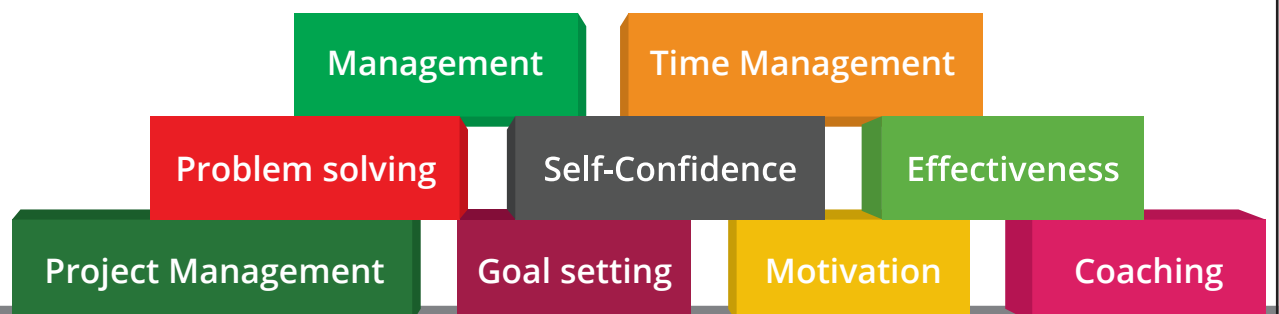 Management
Time Management
Problem solving
Self-Confidence
Effectiveness
Project Management
Goal setting
Motivation
Coaching